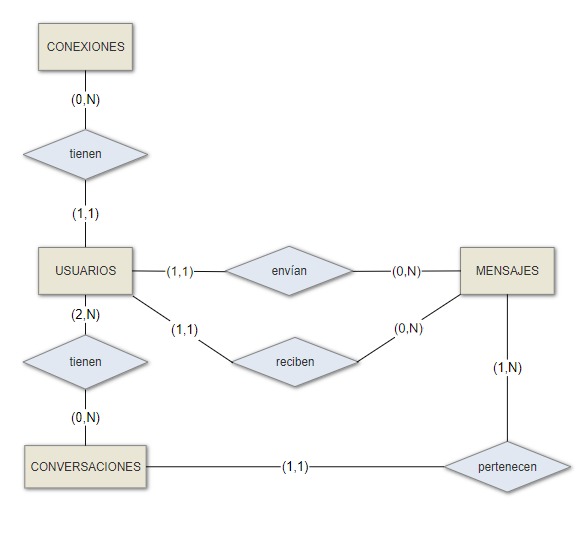 CONEXIONES
(0,N)
tienen
(1,1)
USUARIOS
(1,1)
envían
(0,N)
MENSAJES
(2,N)
(1,1)
(0,N)
tienen
reciben
(1,N)
(0,N)
CONVERSACIONES
(1,1)
pertenecen